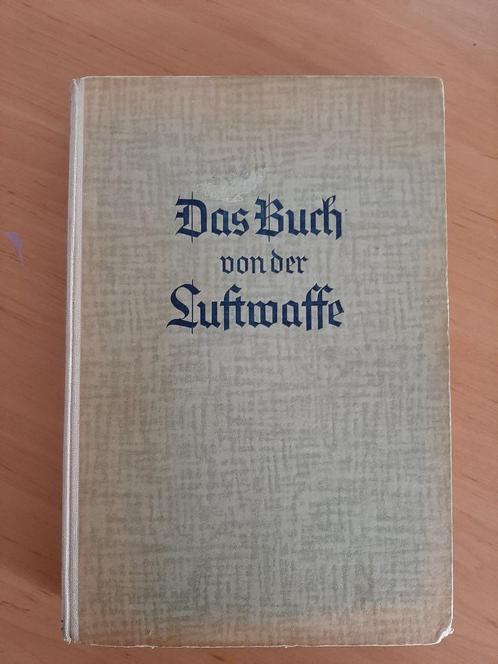 Das Buch
von der
Luftwaffe